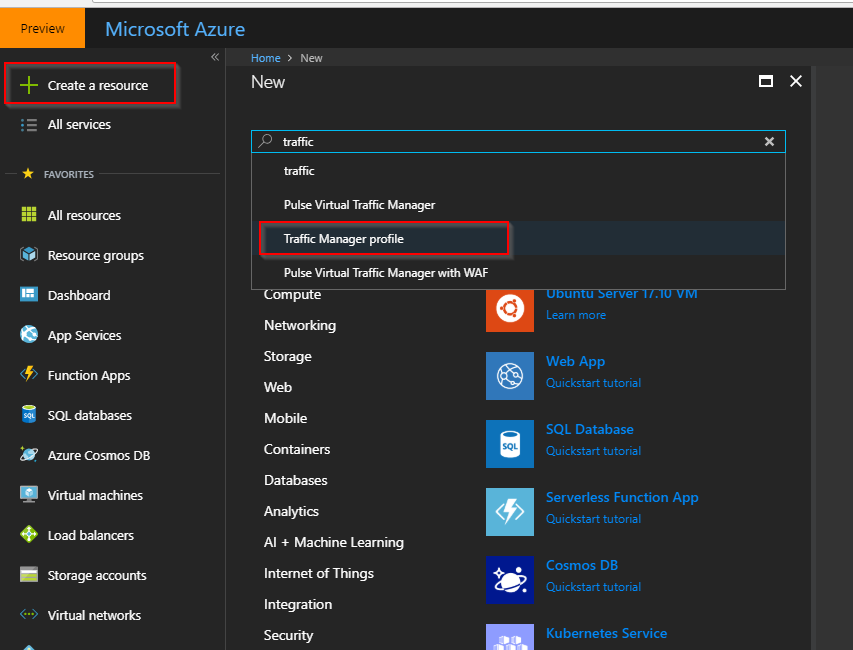 Preview
Microsoft Azure
Create a resource
All services
FAVORITES
All resources
Resource groups
Dashboard
App Services
Function Apps
SQL databases
Azure Cosmos DB
Virtual machines
Load balancers
Storage accounts
Virtual networks
Home > New
New
traffic
traffic
Pulse Virtual Traffic Manager
Traffic Manager profile
Pulse Virtual Traffic Manager with WAF
Compute
Networking
Storage
Web
Mobile
Containers
Databases
Analytics
AI + Machine Learning
Internet of Things
Integration
Security
Ubuntu Server 17.10 VM
Learn more
Web App
Quickstart tutorial
SQL
SQL Database
Quickstart tutorial
Serverless Function App
Quickstart tutorial
Cosmos DB
Quickstart tutorial
Kubernetes Service